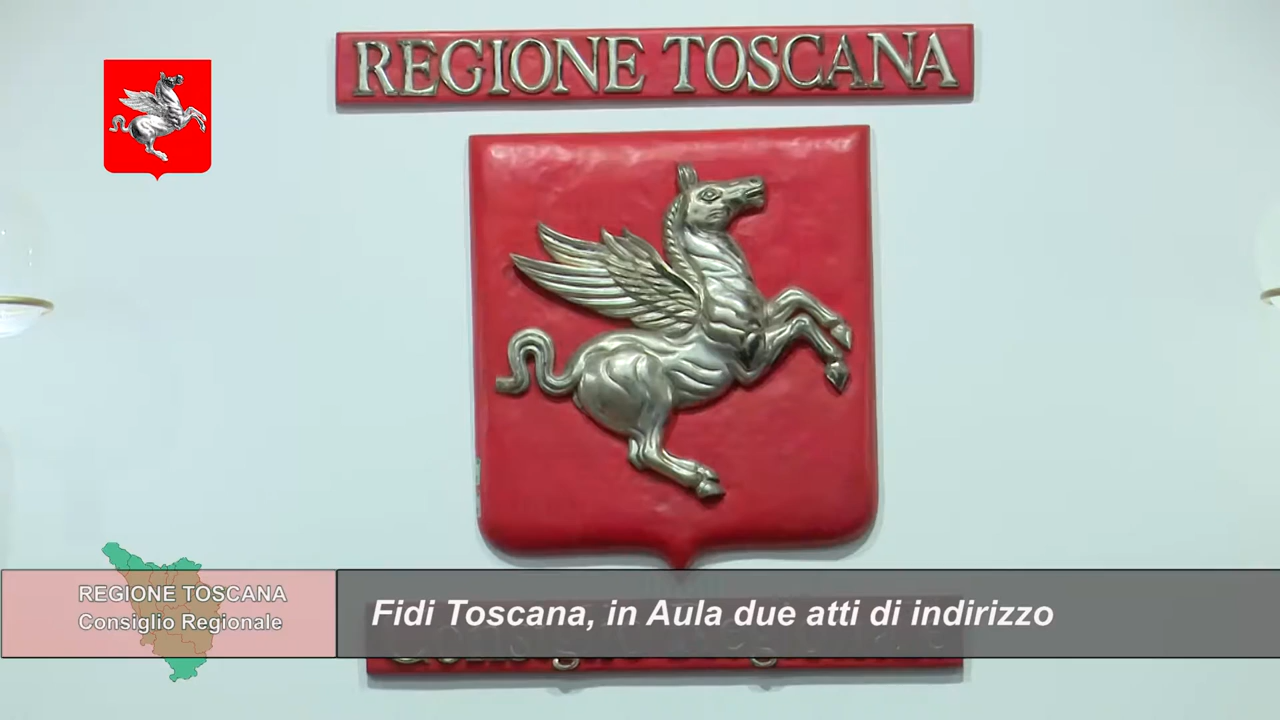 REGIONE TOSCANA
REGIONE TOSCANA
Consiglio Regionale
Fidi Toscana, in Aula due atti di indirizzo